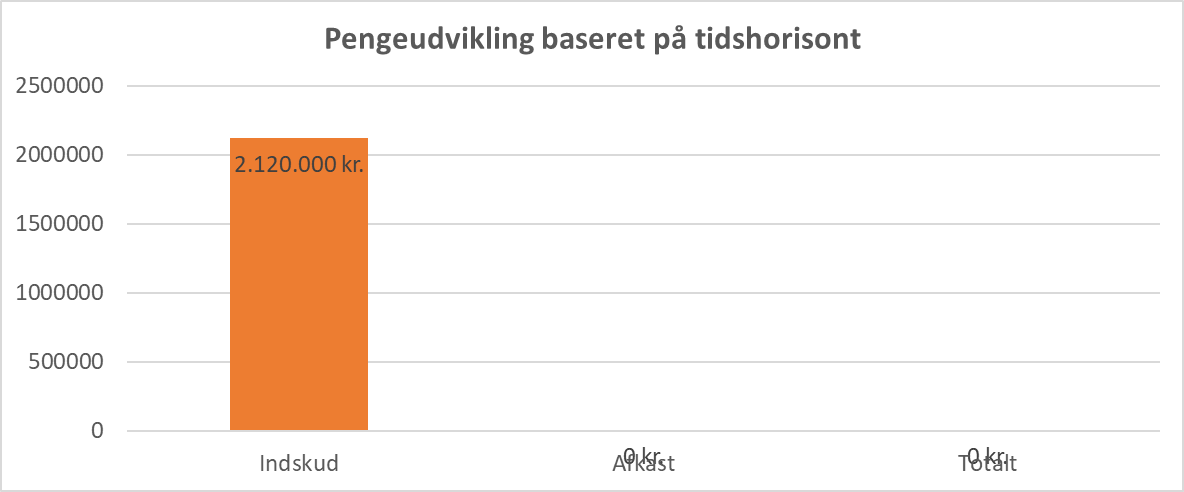 Pengeudvikling baseret på tidshorisont
2500000
2000000
1500000
1000000
500000
0
2.120.000 kr.
0 kr.
0 kr.
Indskud
Afkast
Totalt